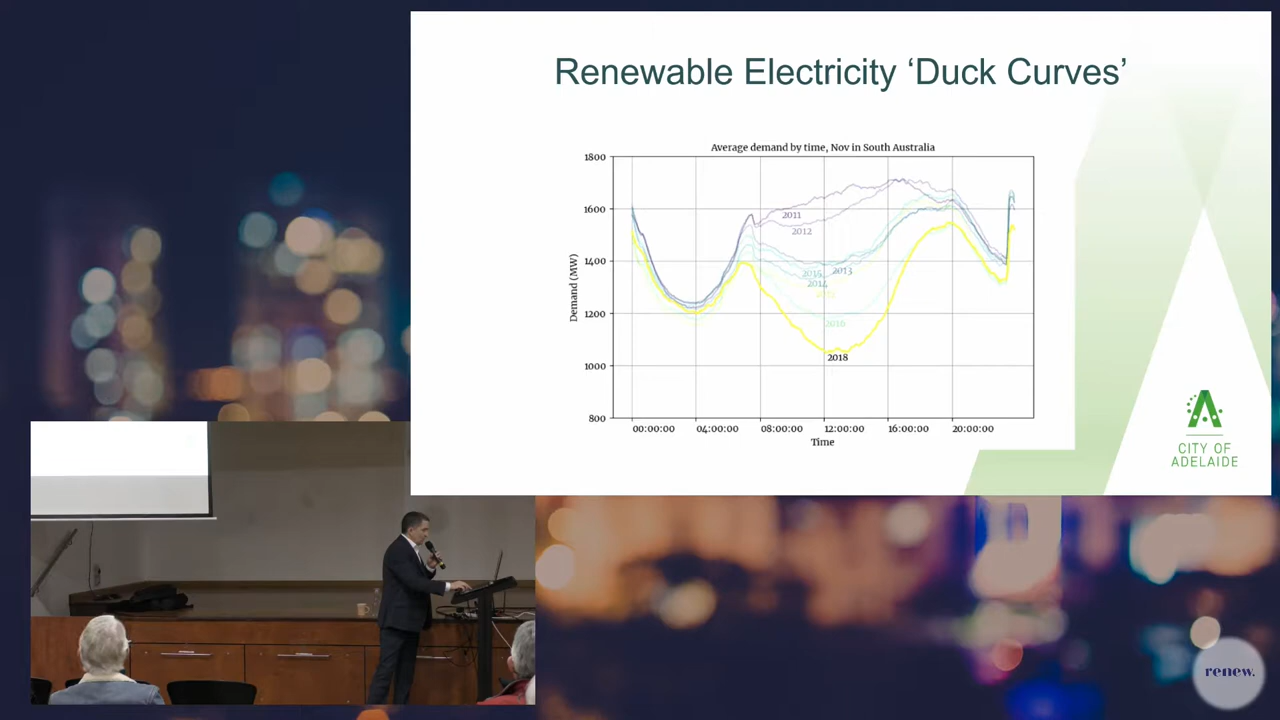 Renewable Electricity ‘Duck Curves’
Average demand by time, Nov in South Australia
1800
1600
1400
1200
1000
800
Demand (MW)
2011
2012
2013
2014
2016
2018
00:00:00 04:00:00 08:00:00 12:00:00 16:00:00 20:00:00
Time
CITY OF
ADELAIDE
renew.